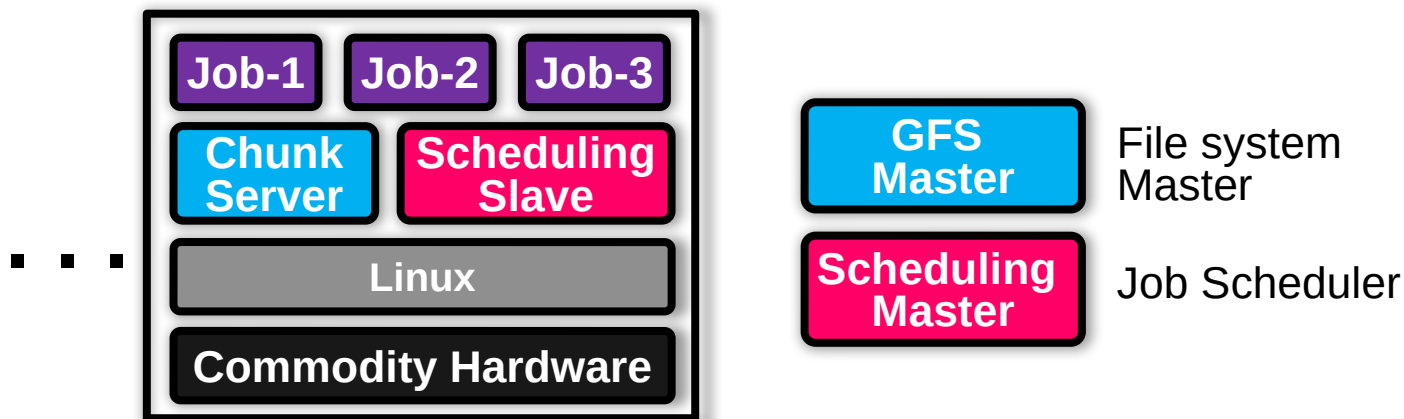 Job-1 Job-2 Job-3
Chunk
Server
Scheduling
Slave
Linux
Commodity Hardware
GFS
Master
File system
Master
Scheduling
Master
Job Scheduler